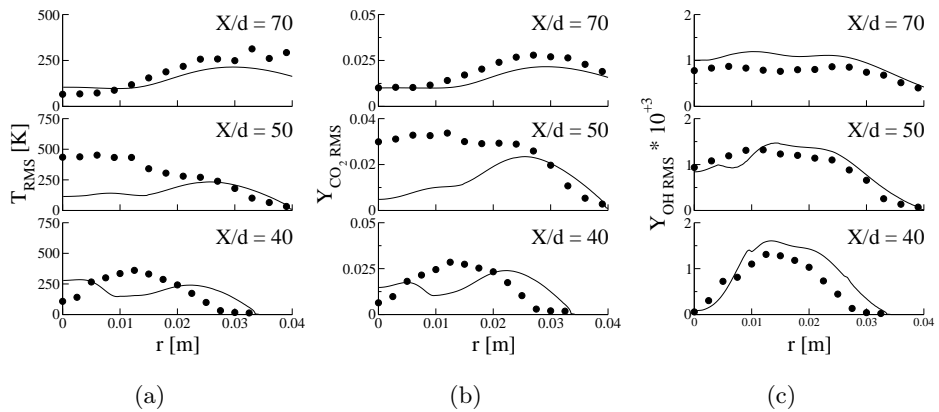 500
X/d = 70
250
0
750
X/d = 50
500
250
0
750
X/d = 40
500
250
0
T_RMS [K]
0 0.01 0.02 0.03 0.04
r [m]
(a)
0.05
X/d = 70
0.025
0
0.04
X/d = 50
0.02
0
0.05
X/d = 40
0.025
0
Y_CO2 RMS
0 0.01 0.02 0.03 0.04
r [m]
(b)
2
X/d = 70
1
0
2
X/d = 50
1
0
2
X/d = 40
1
0
Y_OH RMS * 10^+3
0 0.01 0.02 0.03 0.04
r [m]
(c)